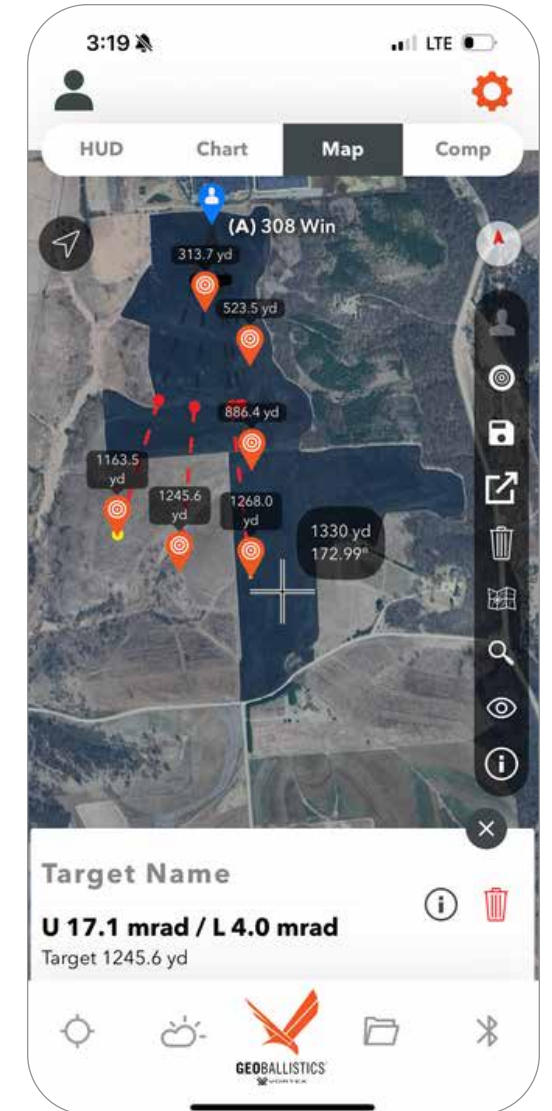 3:19
LTE
HUD
Chart
Map
Comp
(A) 308 Win
313.7 yd
523.5 yd
886.4 yd
1163.5
yd
1245.6
yd
1268.0
yd
1330 yd
172.99°
Target Name
U 17.1 mrad / L 4.0 mrad
Target 1245.6 yd
GEOBALLISTICS
VORTEX